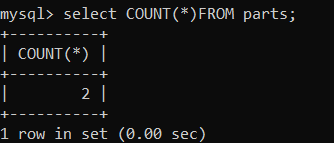 mysql> select COUNT(*)FROM parts;
+----------+
| COUNT(*) |
+----------+
|        2 |
+----------+
1 row in set (0.00 sec)